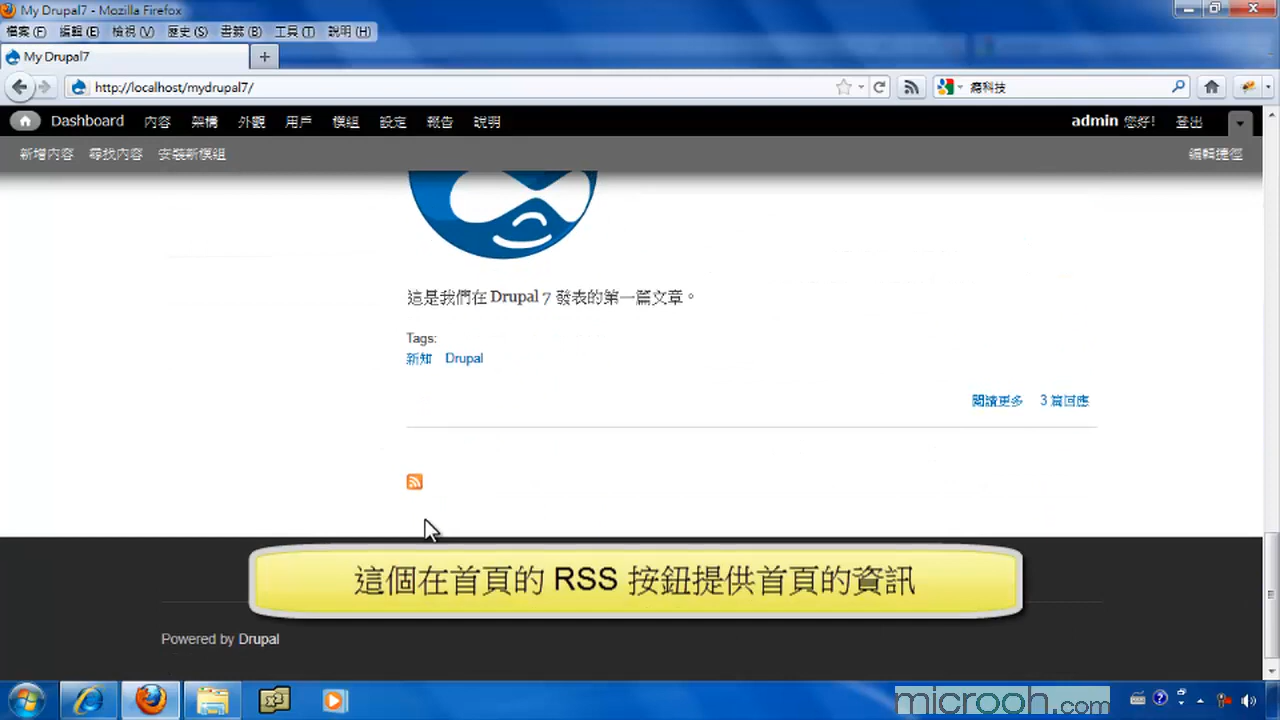 My Drupal7 - Mozilla Firefox
檔案(F) 編輯(E) 檢視(V) 歷史(S) 書籤(B) 工具(T) 說明(H)
My Drupal7
http://localhost/mydrupal7/
癮科技
Dashboard 內容 架構 外觀 用戶 模組 設定 報告 說明
admin 您好! 登出
新增內容 尋找內容 安裝新模組
編輯捷徑
這是我們在 Drupal 7 發表的第一篇文章。
Tags:
新知 Drupal
閱讀更多 3 篇回應
這個在首頁的 RSS 按鈕提供首頁的資訊
Powered by Drupal
microoh.com